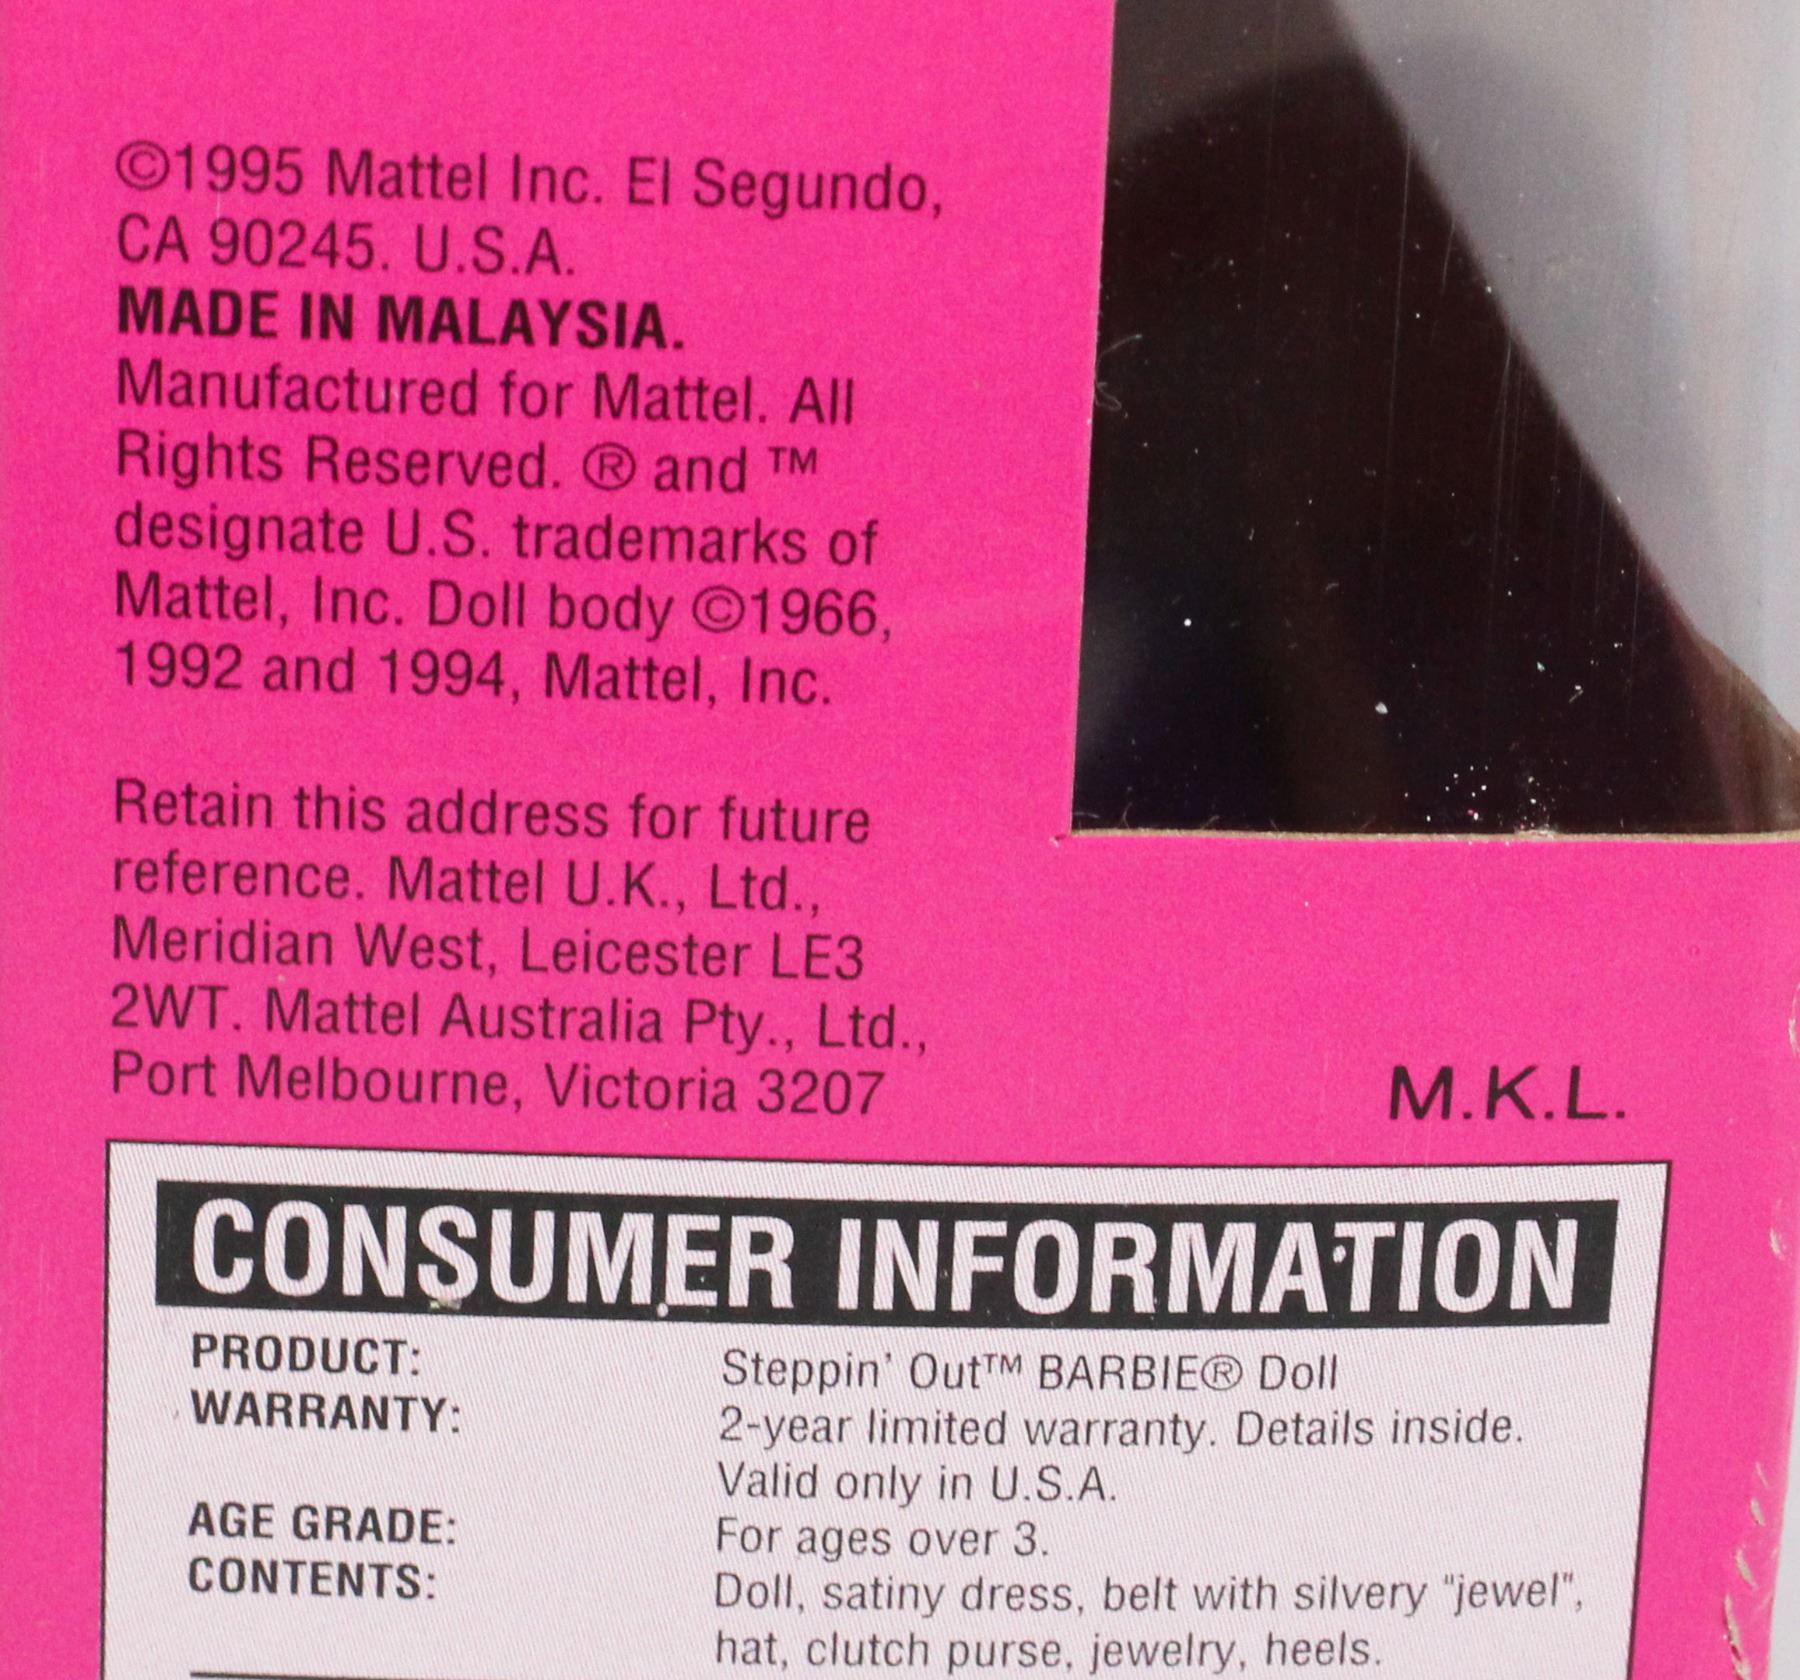 ©1995 Mattel Inc. El Segundo,
CA 90245. U.S.A.
MADE IN MALAYSIA.
Manufactured for Mattel. All
Rights Reserved. ® and ™
designate U.S. trademarks of
Mattel, Inc. Doll body ©1966,
1992 and 1994, Mattel, Inc.
Retain this address for future
reference. Mattel U.K., Ltd.,
Meridian West, Leicester LE3
2WT. Mattel Australia Pty., Ltd.,
Port Melbourne, Victoria 3207
M.K.L.
CONSUMER INFORMATION
PRODUCT: Steppin' Out™ BARBIE® Doll
WARRANTY: 2-year limited warranty. Details inside.
Valid only in U.S.A.
AGE GRADE: For ages over 3.
CONTENTS: Doll, satiny dress, belt with silvery "jewel",
hat, clutch purse, jewelry, heels.